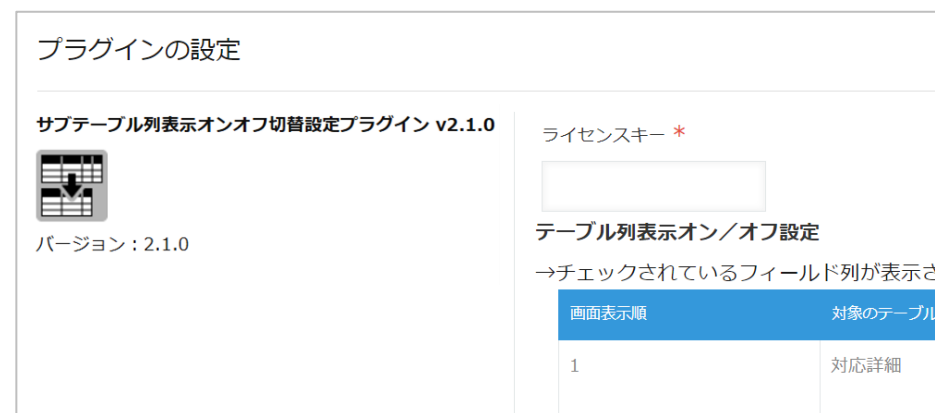 プラグインの設定
サブテーブル列表示オンオフ切替設定プラグイン v2.1.0
バージョン：2.1.0
ライセンスキー *
テーブル列表示オン／オフ設定
→チェックされているフィールド列が表示さ
画面表示順 対象のテーブル
1 対応詳細